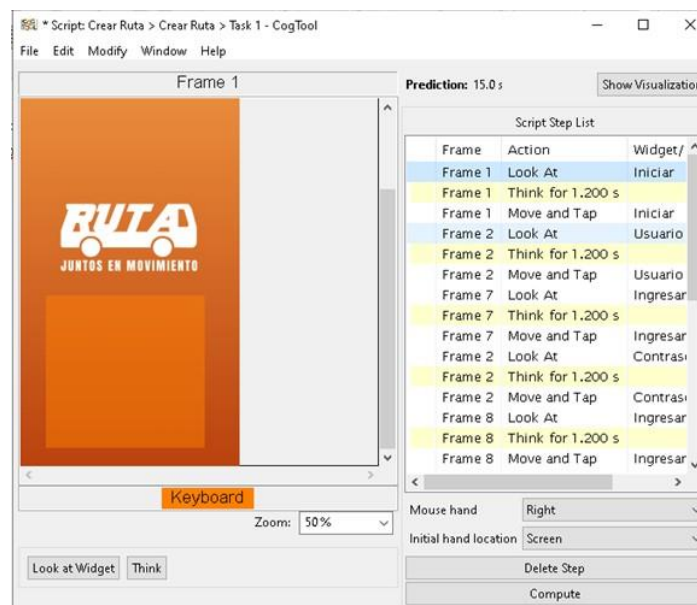 * Script: Crear Ruta > Crear Ruta > Task 1 - CogTool
File Edit Modify Window Help
Frame 1
RUTA
JUNTOS EN MOVIMIENTO
Keyboard
Zoom: 50%
Look at Widget Think
Prediction: 15.0 s Show Visualization
Script Step List
Frame Action Widget/
Frame 1 Look At Iniciar
Frame 1 Think for 1.200 s
Frame 1 Move and Tap Iniciar
Frame 2 Look At Usuario
Frame 2 Think for 1.200 s
Frame 2 Move and Tap Usuario
Frame 7 Look At Ingresar
Frame 7 Think for 1.200 s
Frame 7 Move and Tap Ingresar
Frame 2 Look At Contras
Frame 2 Think for 1.200 s
Frame 2 Move and Tap Contras
Frame 8 Look At Ingresar
Frame 8 Think for 1.200 s
Frame 8 Move and Tap Ingresar
Mouse hand Right
Initial hand location Screen
Delete Step
Compute